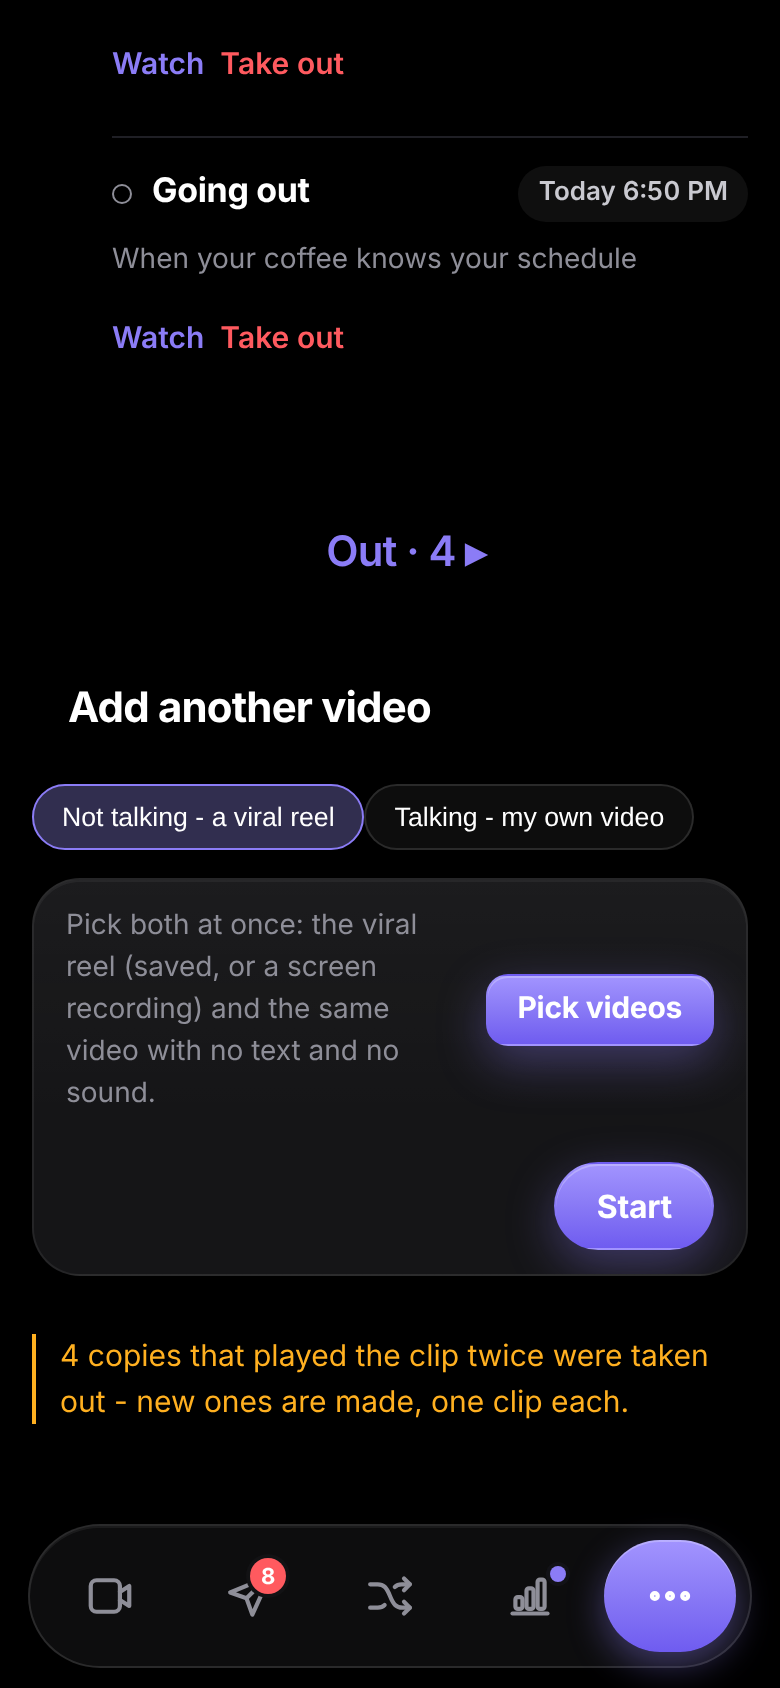 Watch Take out
Going out
Today 6:50 PM
When your coffee knows your schedule
Watch Take out
Out · 4 ▸
Add another video
Not talking - a viral reel
Talking - my own video
Pick both at once: the viral
reel (saved, or a screen
recording) and the same
video with no text and no
sound.
Pick videos
Start
4 copies that played the clip twice were taken
out - new ones are made, one clip each.
8